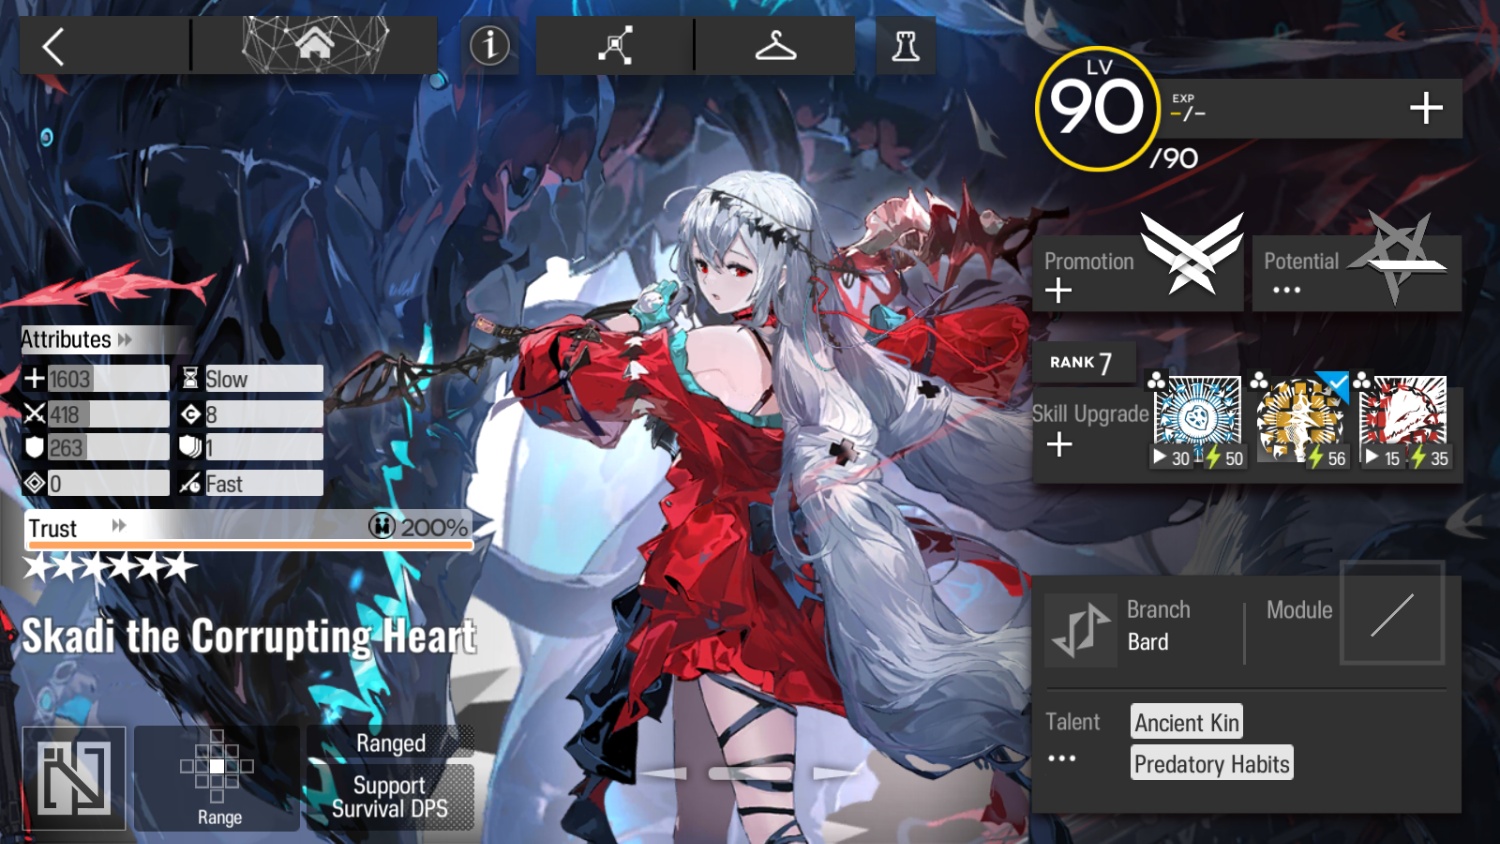 LV
90
EXP
-/-
/90
Promotion
Potential
Attributes
1603
Slow
418
8
263
1
0
Fast
RANK 7
Skill Upgrade
30
50
56
15
35
Trust
200%
Skadi the Corrupting Heart
Branch
Bard
Module
Talent
Ancient Kin
Predatory Habits
Range
Ranged
Support
Survival DPS